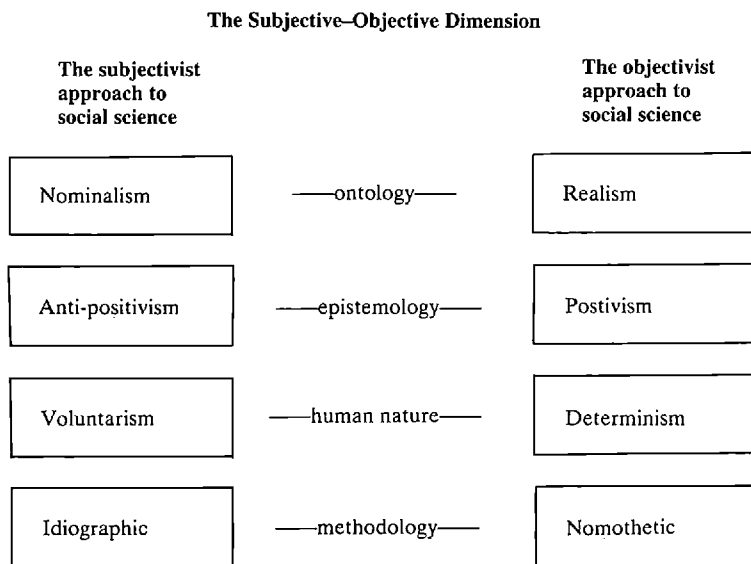 The Subjective–Objective Dimension
The subjectivist
approach to
social science
The objectivist
approach to
social science
Nominalism
ontology
Realism
Anti-positivism
epistemology
Postivism
Voluntarism
human nature
Determinism
Idiographic
methodology
Nomothetic